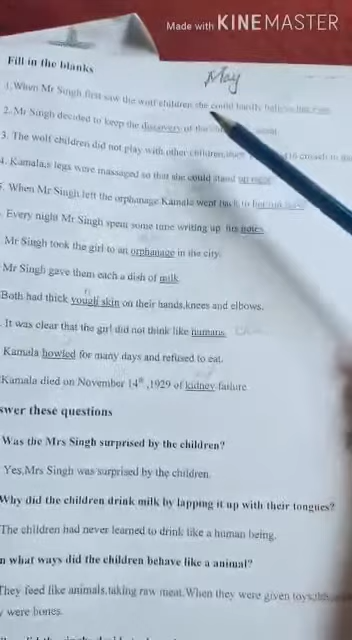 Made with KINEMASTER
May
Fill in the blanks
1.When Mr Singh first saw the wolf children she could hardly believe her eyes
2. Mr Singh decided to keep the discovery of the
3. The wolf children did not play with other children, to crouch
4. Kamala,s legs were massaged so that she could stand up right
5. When Mr Singh left the orphanage Kamala went back to
Every night Mr Singh spent some time writing up his notes.
Mr Singh took the girl to an orphanage in the city.
Mr Singh gave them each a dish of milk
Both had thick yough skin on their hands,knees and elbows.
It was clear that the girl did not think like humans.
Kamala howled for many days and refused to eat.
Kamala died on November 14th ,1929 of kidney failure
swer these questions
Was the Mrs Singh surprised by the children?
Yes,Mrs Singh was surprised by the children.
Why did the children drink milk by lapping it up with their tongues?
The children had never learned to drink like a human being.
n what ways did the children behave like a animal?
They feed like animals,taking raw meat.When they were given toys,
y were bones.